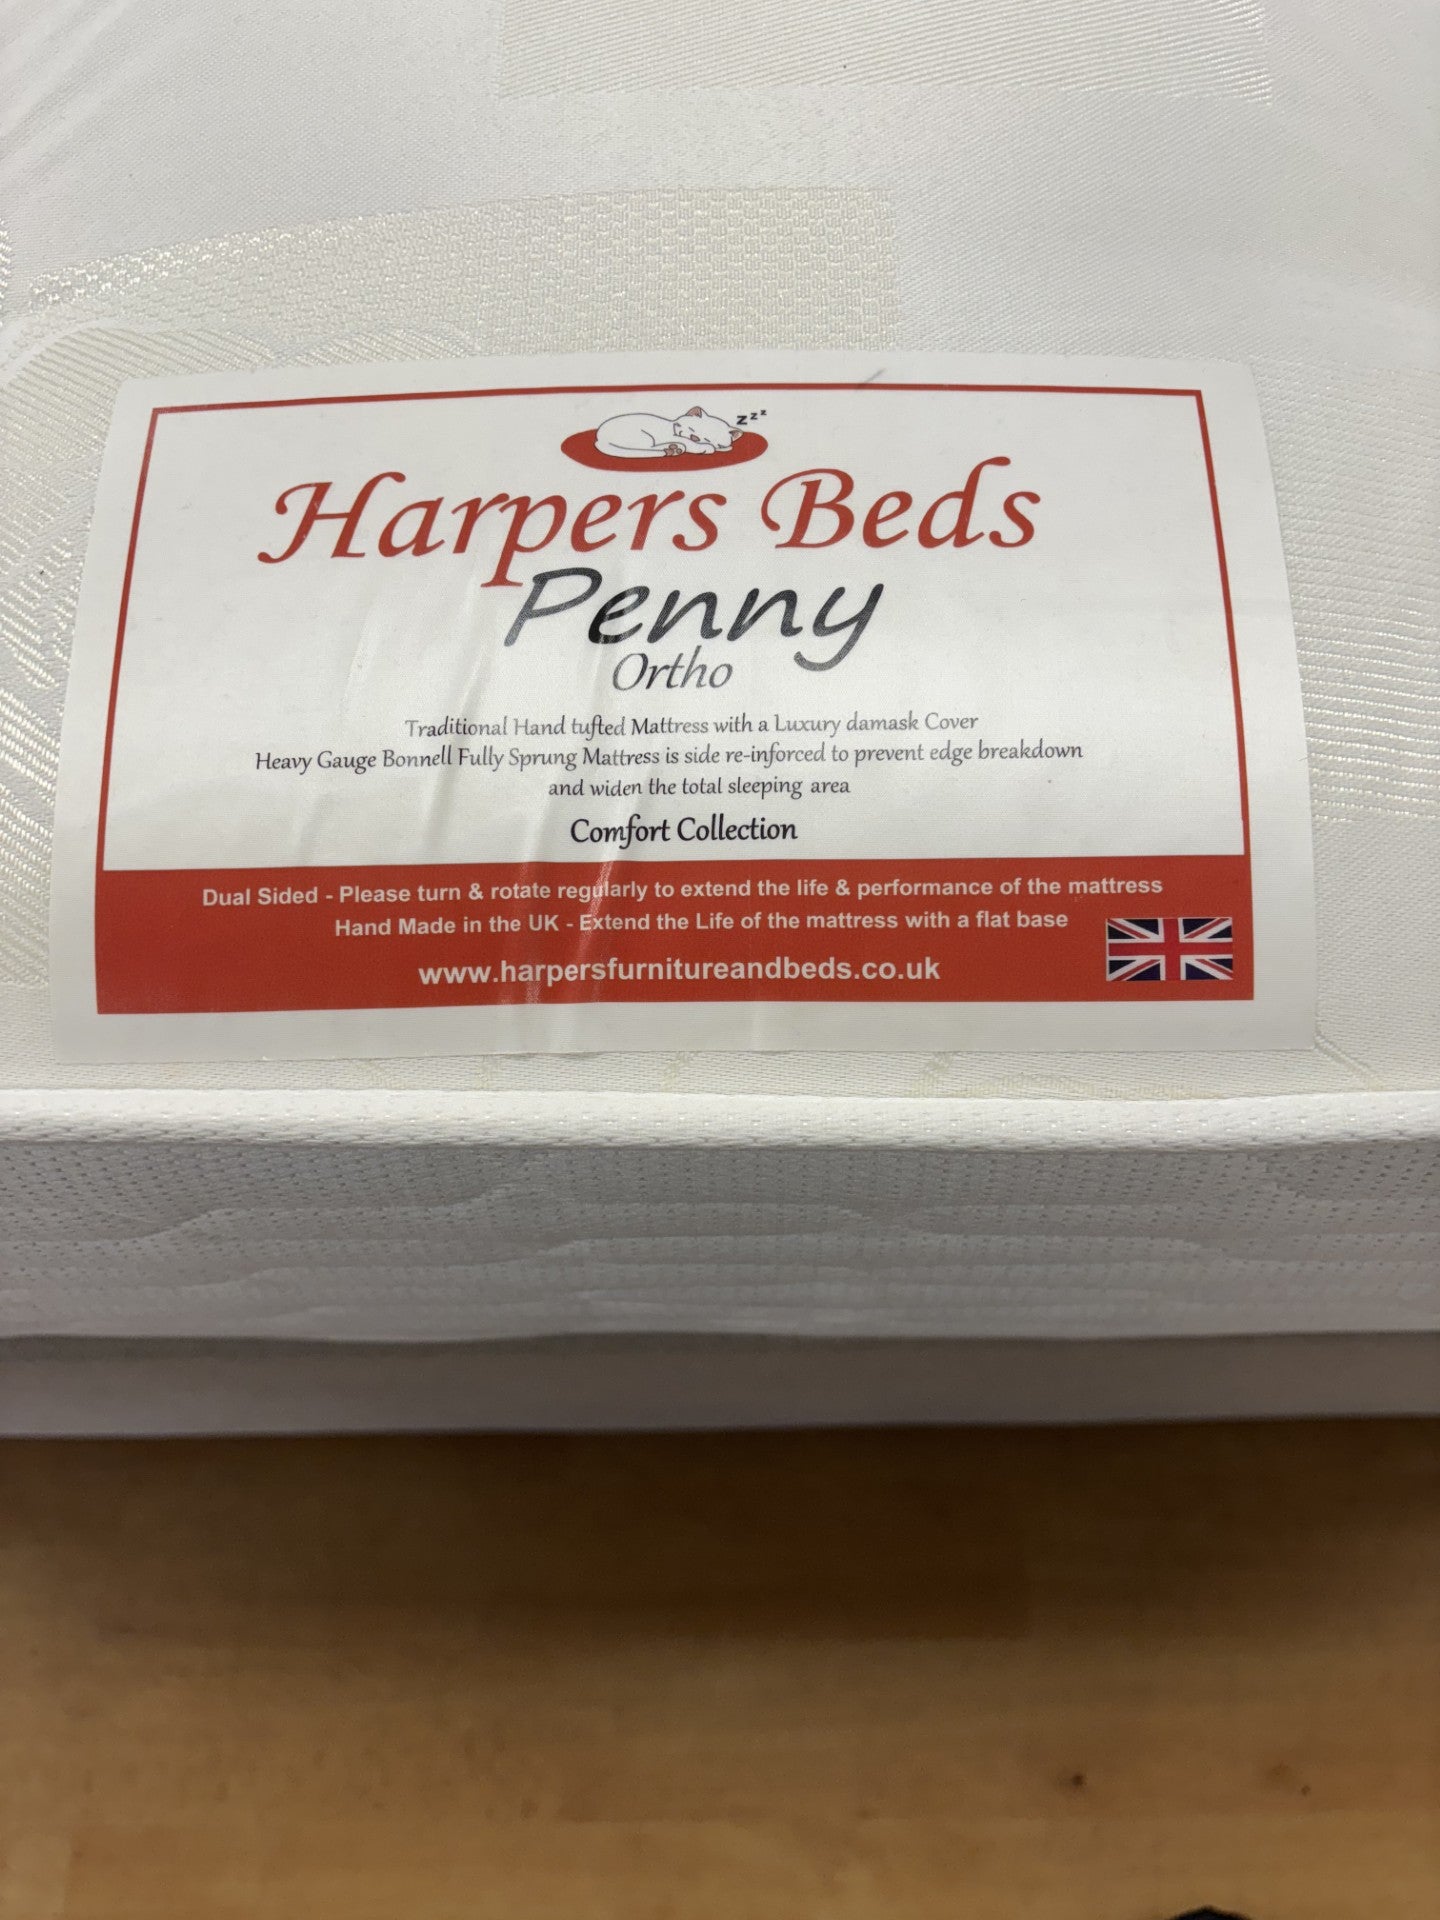 zzz
Harpers Beds
Penny
Ortho
Traditional Hand tufted Mattress with a Luxury damask Cover
Heavy Gauge Bonnell Fully Sprung Mattress is side re-inforced to prevent edge breakdown
and widen the total sleeping area
Comfort Collection
Dual Sided - Please turn & rotate regularly to extend the life & performance of the mattress
Hand Made in the UK - Extend the Life of the mattress with a flat base
www.harpersfurnitureandbeds.co.uk